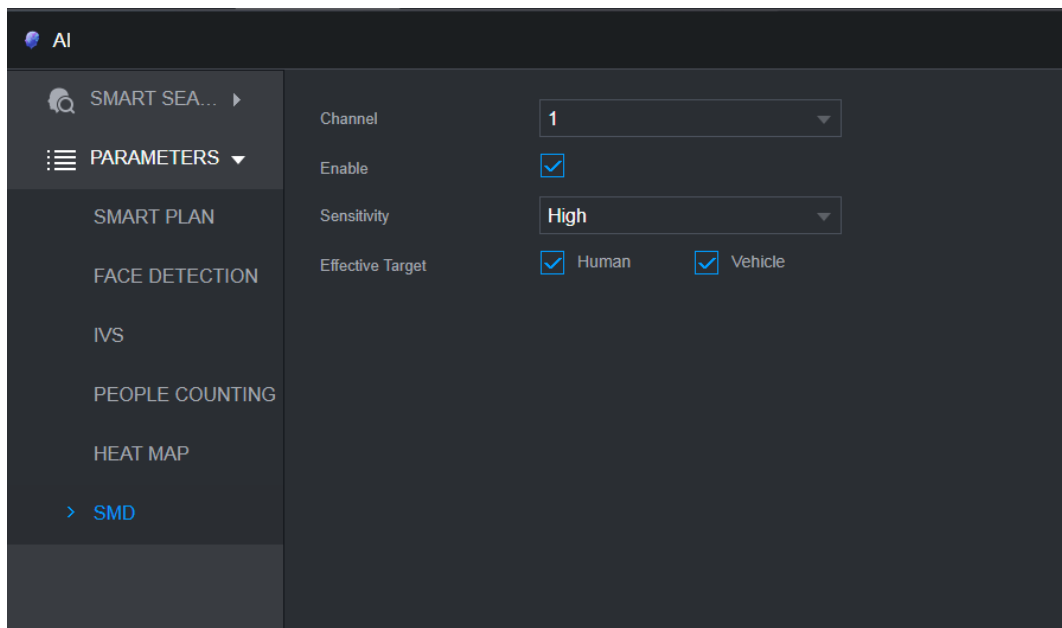 AI
SMART SEA...
PARAMETERS
SMART PLAN
FACE DETECTION
IVS
PEOPLE COUNTING
HEAT MAP
SMD
Channel 1
Enable
Sensitivity High
Effective Target Human Vehicle